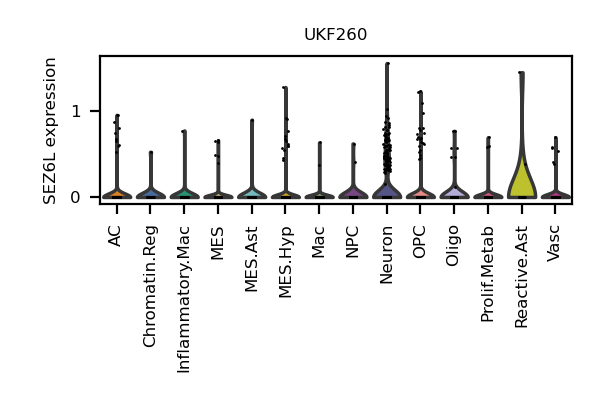 UKF260
SEZ6L expression
1
0
AC
Chromatin.Reg
Inflammatory.Mac
MES
MES.Ast
MES.Hyp
Mac
NPC
Neuron
OPC
Oligo
Prolif.Metab
Reactive.Ast
Vasc